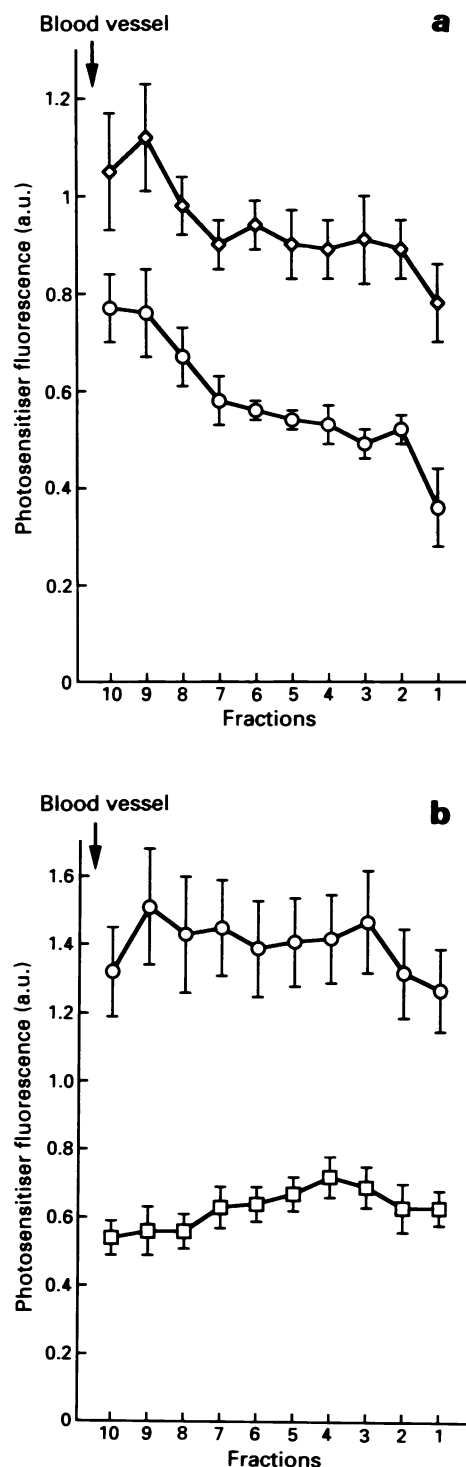 Blood vessel
a
Photosensitiser fluorescence (a.u.)
1.2
1
0.8
0.6
0.4
0.2
0
10 9 8 7 6 5 4 3 2 1
Fractions
Blood vessel
b
Photosensitiser fluorescence (a.u.)
1.6
1.4
1.2
1.0
0.8
0.6
0.4
0.2
0
10 9 8 7 6 5 4 3 2 1
Fractions